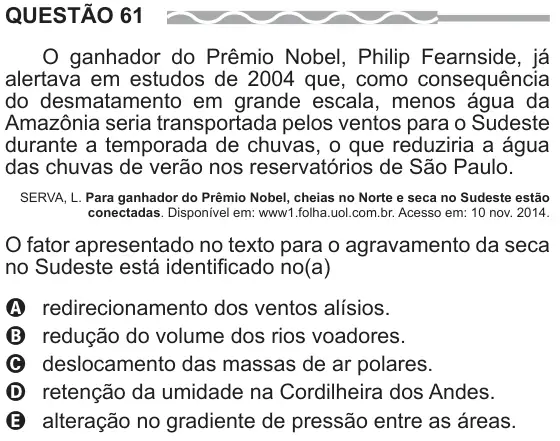 QUESTÃO 61
O ganhador do Prêmio Nobel, Philip Fearnside, já
alertava em estudos de 2004 que, como consequência
do desmatamento em grande escala, menos água da
Amazônia seria transportada pelos ventos para o Sudeste
durante a temporada de chuvas, o que reduziria a água
das chuvas de verão nos reservatórios de São Paulo.
SERVA, L. Para ganhador do Prêmio Nobel, cheias no Norte e seca no Sudeste estão
conectadas. Disponível em: www1.folha.uol.com.br. Acesso em: 10 nov. 2014.
O fator apresentado no texto para o agravamento da seca
no Sudeste está identificado no(a)
A redirecionamento dos ventos alísios.
B redução do volume dos rios voadores.
C deslocamento das massas de ar polares.
D retenção da umidade na Cordilheira dos Andes.
E alteração no gradiente de pressão entre as áreas.